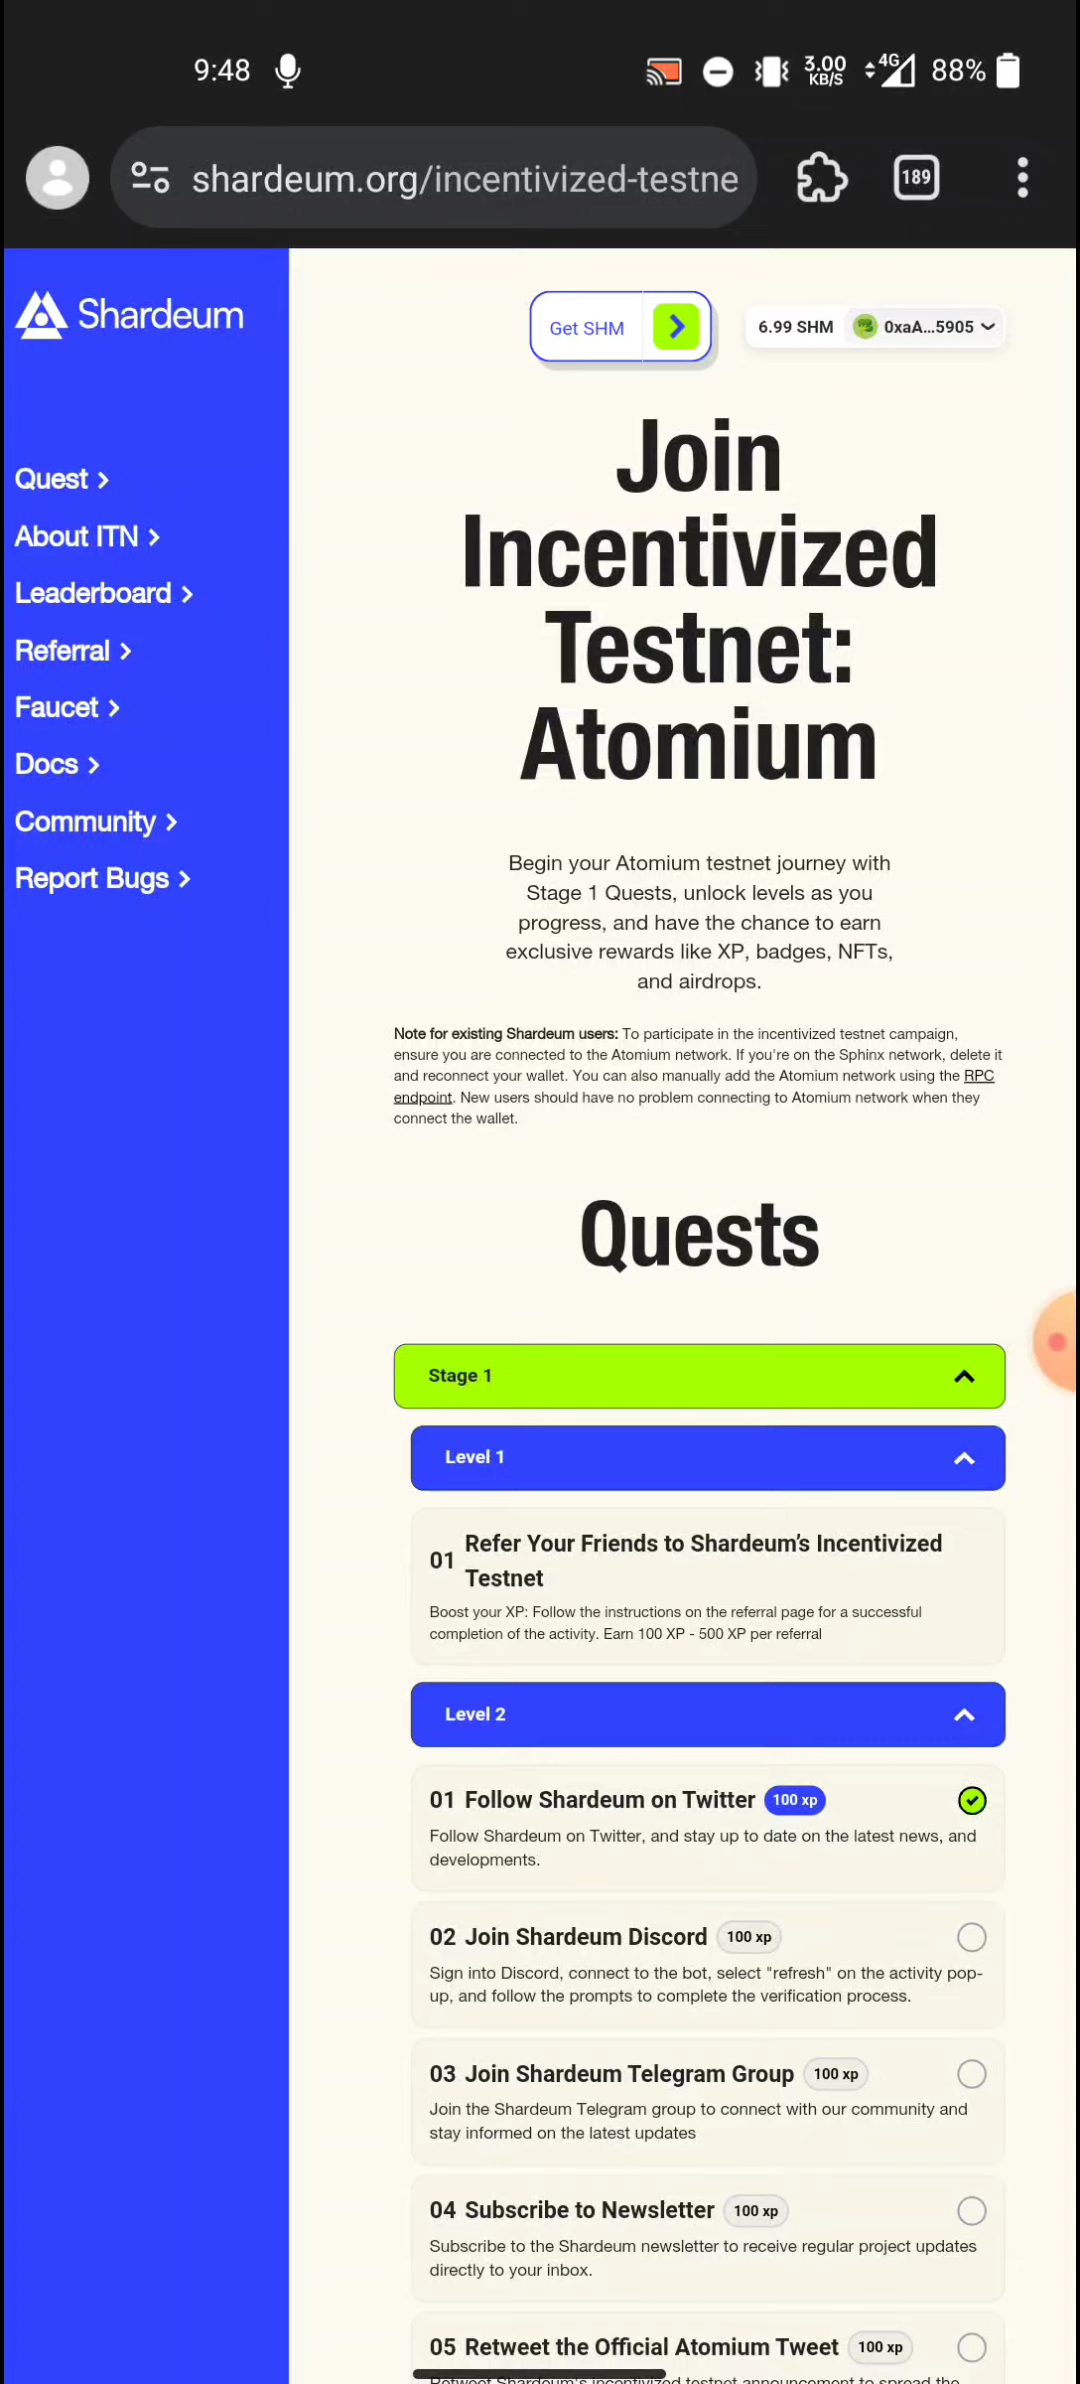 9:48
3.00
KB/S
4G
88%
shardeum.org/incentivized-testne
189
Shardeum
Get SHM
6.99 SHM
0xaA...5905
Quest
About ITN
Leaderboard
Referral
Faucet
Docs
Community
Report Bugs
Join
Incentivized
Testnet:
Atomium
Begin your Atomium testnet journey with
Stage 1 Quests, unlock levels as you
progress, and have the chance to earn
exclusive rewards like XP, badges, NFTs,
and airdrops.
Note for existing Shardeum users: To participate in the incentivized testnet campaign,
ensure you are connected to the Atomium network. If you're on the Sphinx network, delete it
and reconnect your wallet. You can also manually add the Atomium network using the RPC
endpoint. New users should have no problem connecting to Atomium network when they
connect the wallet.
Quests
Stage 1
Level 1
01 Refer Your Friends to Shardeum’s Incentivized
Testnet
Boost your XP: Follow the instructions on the referral page for a successful
completion of the activity. Earn 100 XP - 500 XP per referral
Level 2
01 Follow Shardeum on Twitter 100 xp
Follow Shardeum on Twitter, and stay up to date on the latest news, and
developments.
02 Join Shardeum Discord 100 xp
Sign into Discord, connect to the bot, select "refresh" on the activity pop-
up, and follow the prompts to complete the verification process.
03 Join Shardeum Telegram Group 100 xp
Join the Shardeum Telegram group to connect with our community and
stay informed on the latest updates
04 Subscribe to Newsletter 100 xp
Subscribe to the Shardeum newsletter to receive regular project updates
directly to your inbox.
05 Retweet the Official Atomium Tweet 100 xp
Retweet Shardeum's incentivized testnet announcement to spread the